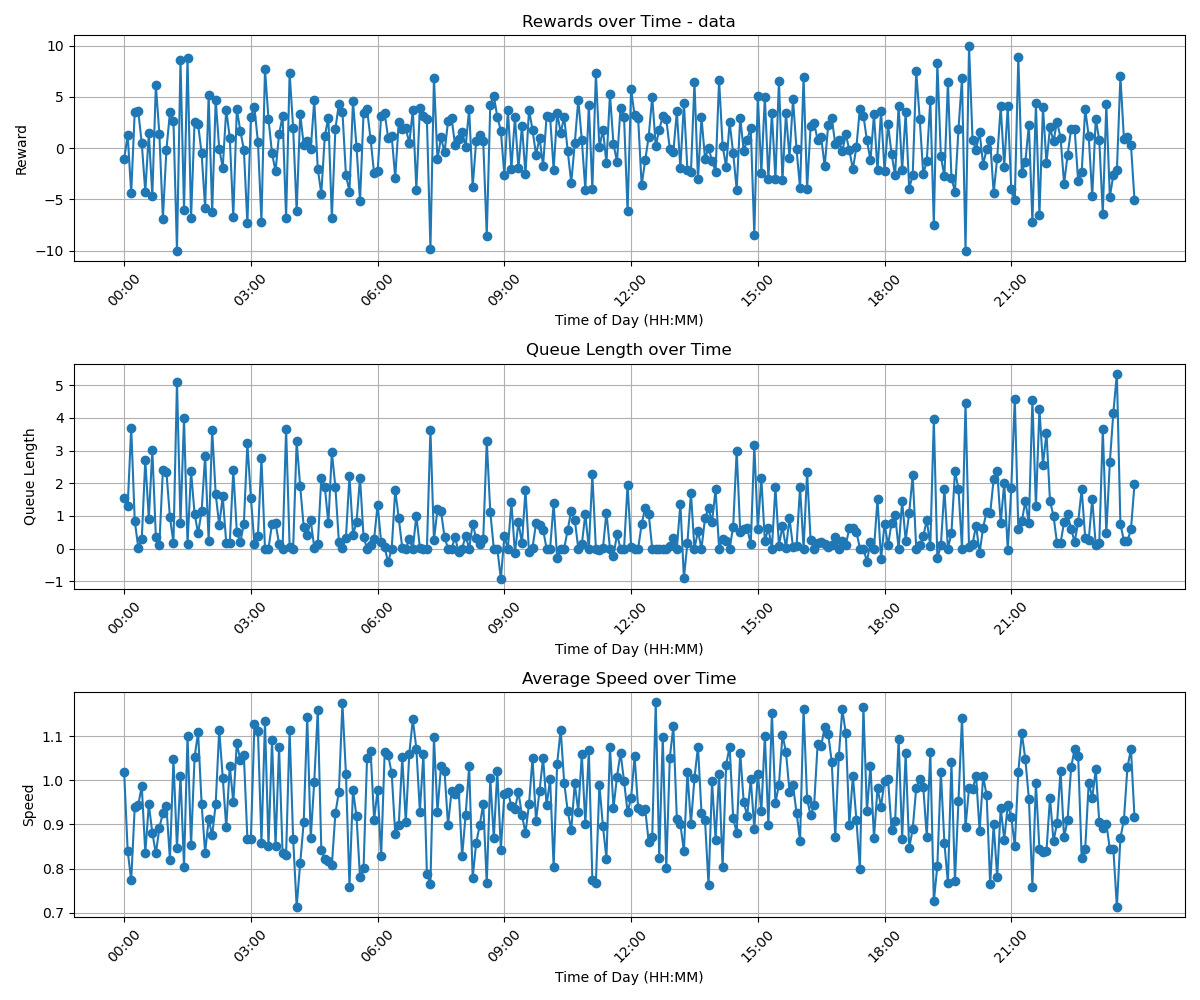 Rewards over Time - data
Reward
10
5
0
−5
−10
00:00 03:00 06:00 09:00 12:00 15:00 18:00 21:00
Time of Day (HH:MM)
Queue Length over Time
Queue Length
5
4
3
2
1
0
−1
00:00 03:00 06:00 09:00 12:00 15:00 18:00 21:00
Time of Day (HH:MM)
Average Speed over Time
Speed
1.1
1.0
0.9
0.8
0.7
00:00 03:00 06:00 09:00 12:00 15:00 18:00 21:00
Time of Day (HH:MM)